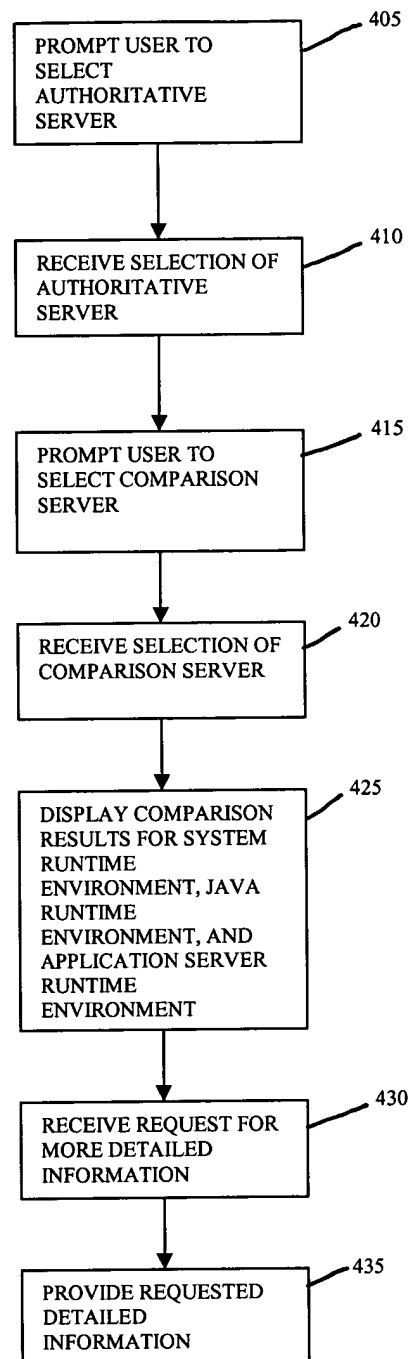 405
PROMPT USER TO
SELECT
AUTHORITATIVE
SERVER
410
RECEIVE SELECTION OF
AUTHORITATIVE
SERVER
415
PROMPT USER TO
SELECT COMPARISON
SERVER
420
RECEIVE SELECTION OF
COMPARISON SERVER
425
DISPLAY COMPARISON
RESULTS FOR SYSTEM
RUNTIME
ENVIRONMENT, JAVA
RUNTIME
ENVIRONMENT, AND
APPLICATION SERVER
RUNTIME
ENVIRONMENT
430
RECEIVE REQUEST FOR
MORE DETAILED
INFORMATION
435
PROVIDE REQUESTED
DETAILED
INFORMATION